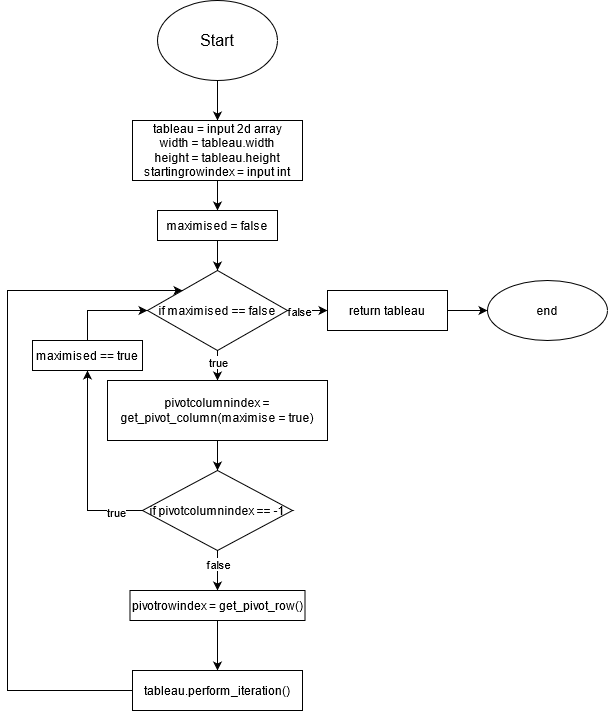 Start
tableau = input 2d array
width = tableau.width
height = tableau.height
startingrowindex = input int
maximised = false
if maximised == false
false
return tableau
end
maximised == true
true
pivotcolumnindex =
get_pivot_column(maximise = true)
if pivotcolumnindex == -1
true
false
pivotrowindex = get_pivot_row()
tableau.perform_iteration()